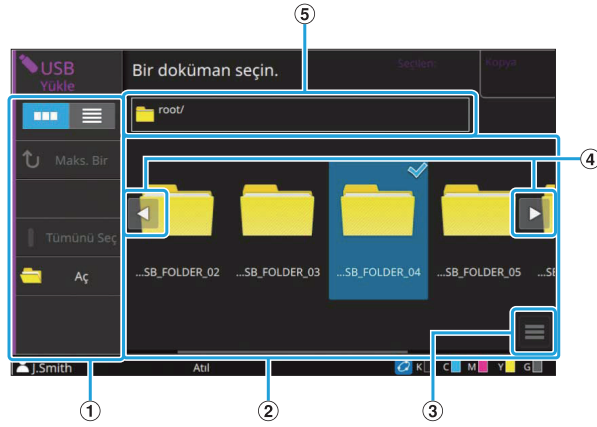 ⑤
USB
Yükle
Bir doküman seçin.
Seçilen:
Kopya
root/
Maks. Bir
④
Tümünü Seç
Aç
...SB_FOLDER_02
...SB_FOLDER_03
...SB_FOLDER_04
...SB_FOLDER_05
...SE
J.Smith
Atıl
K
C
M
Y
G
①
②
③